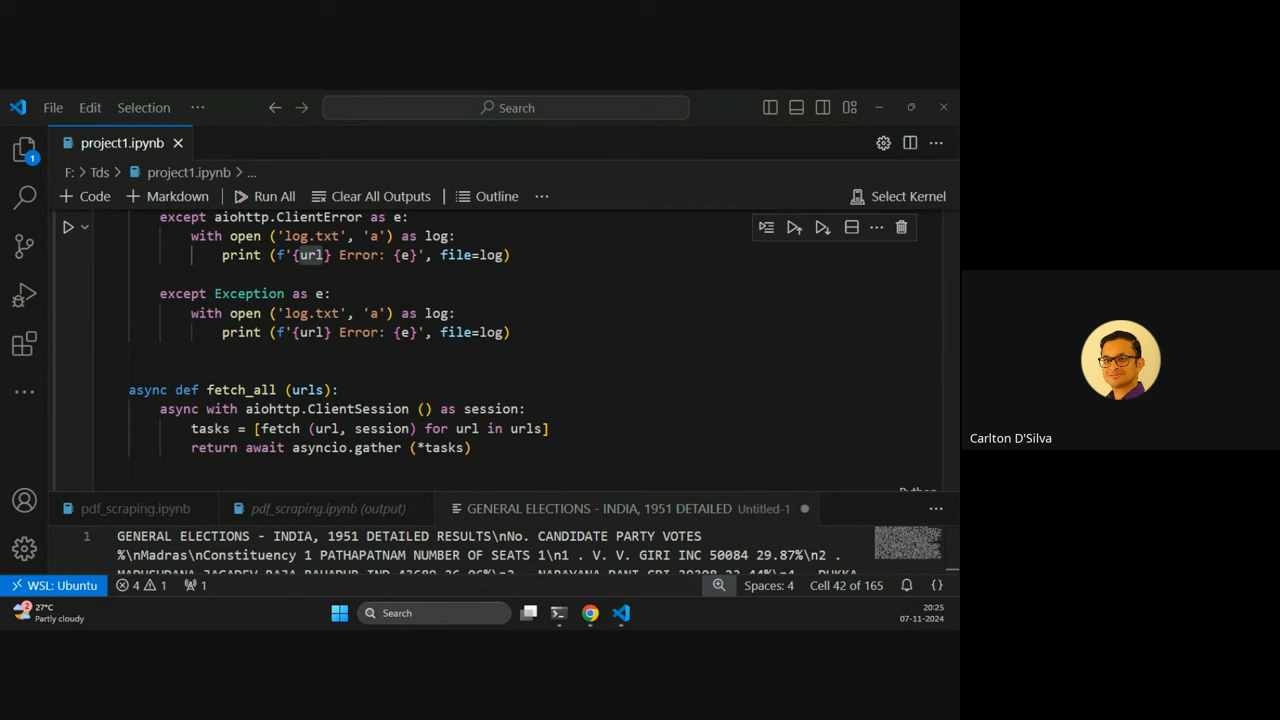 File Edit Selection ··· Search
project1.ipynb
1
F: > Tds > project1.ipynb > ...
+ Code + Markdown Run All Clear All Outputs Outline ··· Select Kernel
except aiohttp.ClientError as e:
with open ('log.txt', 'a') as log:
print (f'{url} Error: {e}', file=log)
except Exception as e:
with open ('log.txt', 'a') as log:
print (f'{url} Error: {e}', file=log)
async def fetch_all (urls):
async with aiohttp.ClientSession () as session:
tasks = [fetch (url, session) for url in urls]
return await asyncio.gather (*tasks)
pdf_scraping.ipynb pdf_scraping.ipynb (output) GENERAL ELECTIONS - INDIA, 1951 DETAILED Untitled-1
1 GENERAL ELECTIONS - INDIA, 1951 DETAILED RESULTS\nNo. CANDIDATE PARTY VOTES
%\nMadras\nConstituency 1 PATHAPATNAM NUMBER OF SEATS 1\n1 . V. V. GIRI INC 50084 29.87%\n2 .
WSL: Ubuntu 4 1 1 Spaces: 4 Cell 42 of 165 {}
2 27°C
Partly cloudy
Search
20:25
07-11-2024
Carlton D'Silva